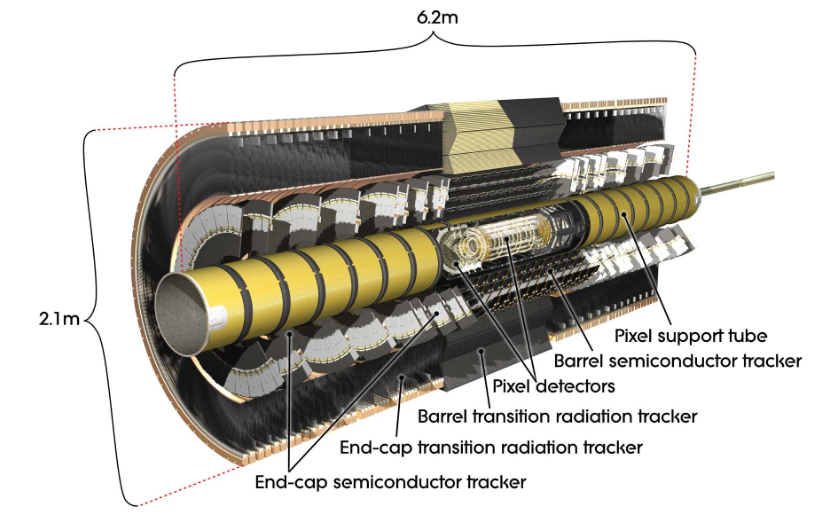 6.2m
2.1m
Pixel support tube
Barrel semiconductor tracker
Pixel detectors
Barrel transition radiation tracker
End-cap transition radiation tracker
End-cap semiconductor tracker